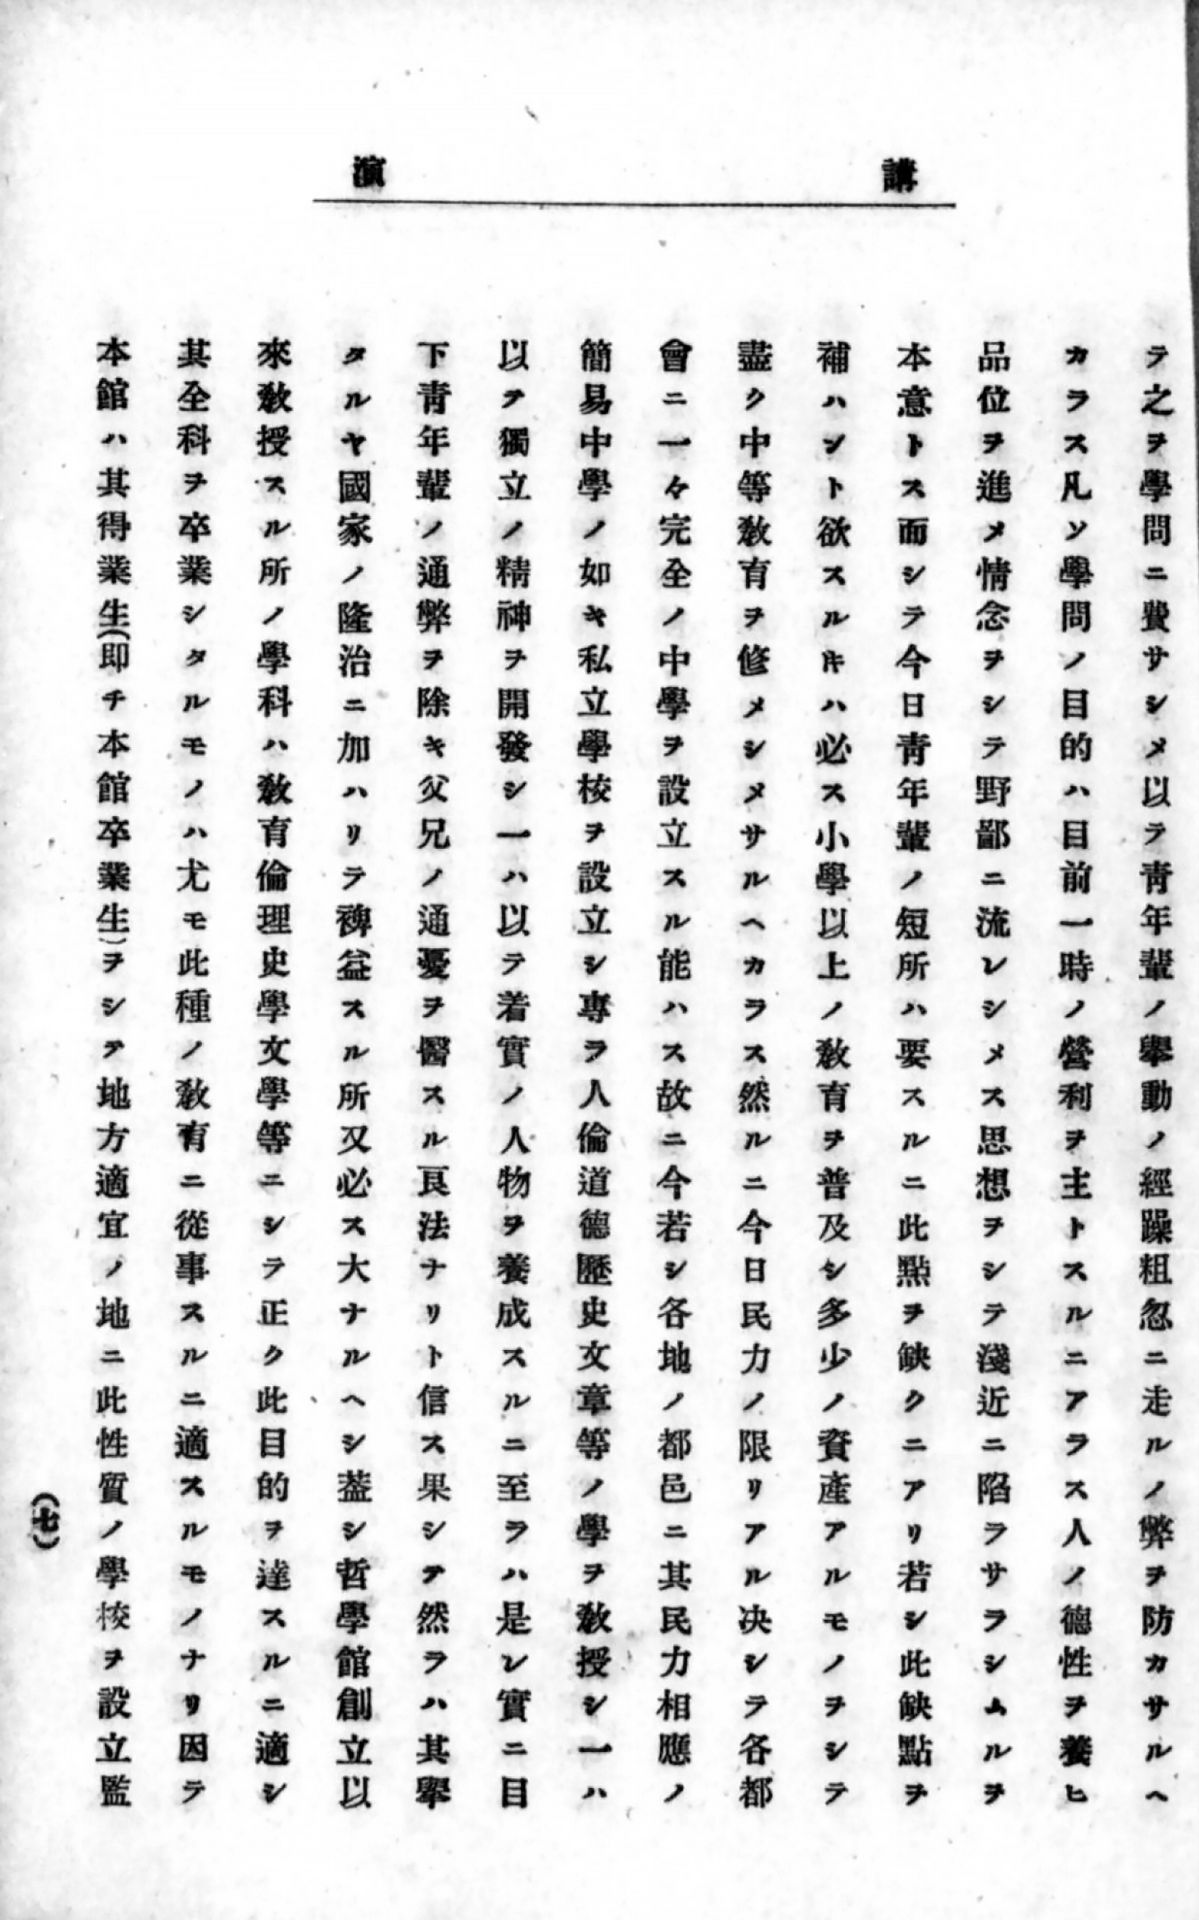 講演
テ之ヲ學問ニ費サシメ以テ青年輩ノ擧動ノ經躁粗忽ニ走ルノ弊ヲ防カサルヘ
カラス凡ソ學問ノ目的ハ目前一時ノ營利ヲ主トスルニアラス人ノ德性ヲ養ヒ
品位ヲ進メ情念ヲシテ野鄙ニ流レシメス思想ヲシテ淺近ニ陷ラサラシムルヲ
本意トス而シテ今日青年輩ノ短所ハ要スルニ此點ヲ缺クニアリ若シ此缺點ヲ
補ハント欲スルキハ必ス小學以上ノ敎育ヲ普及シ多少ノ資產アルモノヲシテ
盡ク中等敎育ヲ修メシメサルヘカラス然ルニ今日民力ノ限リアル决シテ各都
會ニ一々完全ノ中學ヲ設立スル能ハス故ニ今若シ各地ノ都邑ニ其民力相應ノ
簡易中學ノ如キ私立學校ヲ設立シ專ラ人倫道德歷史文章等ノ學ヲ敎授シ一ハ
以テ獨立ノ精神ヲ開發シ一ハ以テ着實ノ人物ヲ養成スルニ至ラハ是レ實ニ目
下青年輩ノ通弊ヲ除キ父兄ノ通憂ヲ醫スル良法ナリト信ス果シテ然ラハ其擧
タルヤ國家ノ隆治ニ加ハリテ裨益スル所又必ス大ナルヘシ葢シ哲學館創立以
來敎授スル所ノ學科ハ敎育倫理史學文學等ニシテ正ク此目的ヲ達スルニ適シ
其全科ヲ卒業シタルモノハ尤モ此種ノ敎育ニ從事スルニ適スルモノナリ因テ
本館ハ其得業生(即チ本館卒業生)ヲシテ地方適宜ノ地ニ此性質ノ學校ヲ設立監
(七)